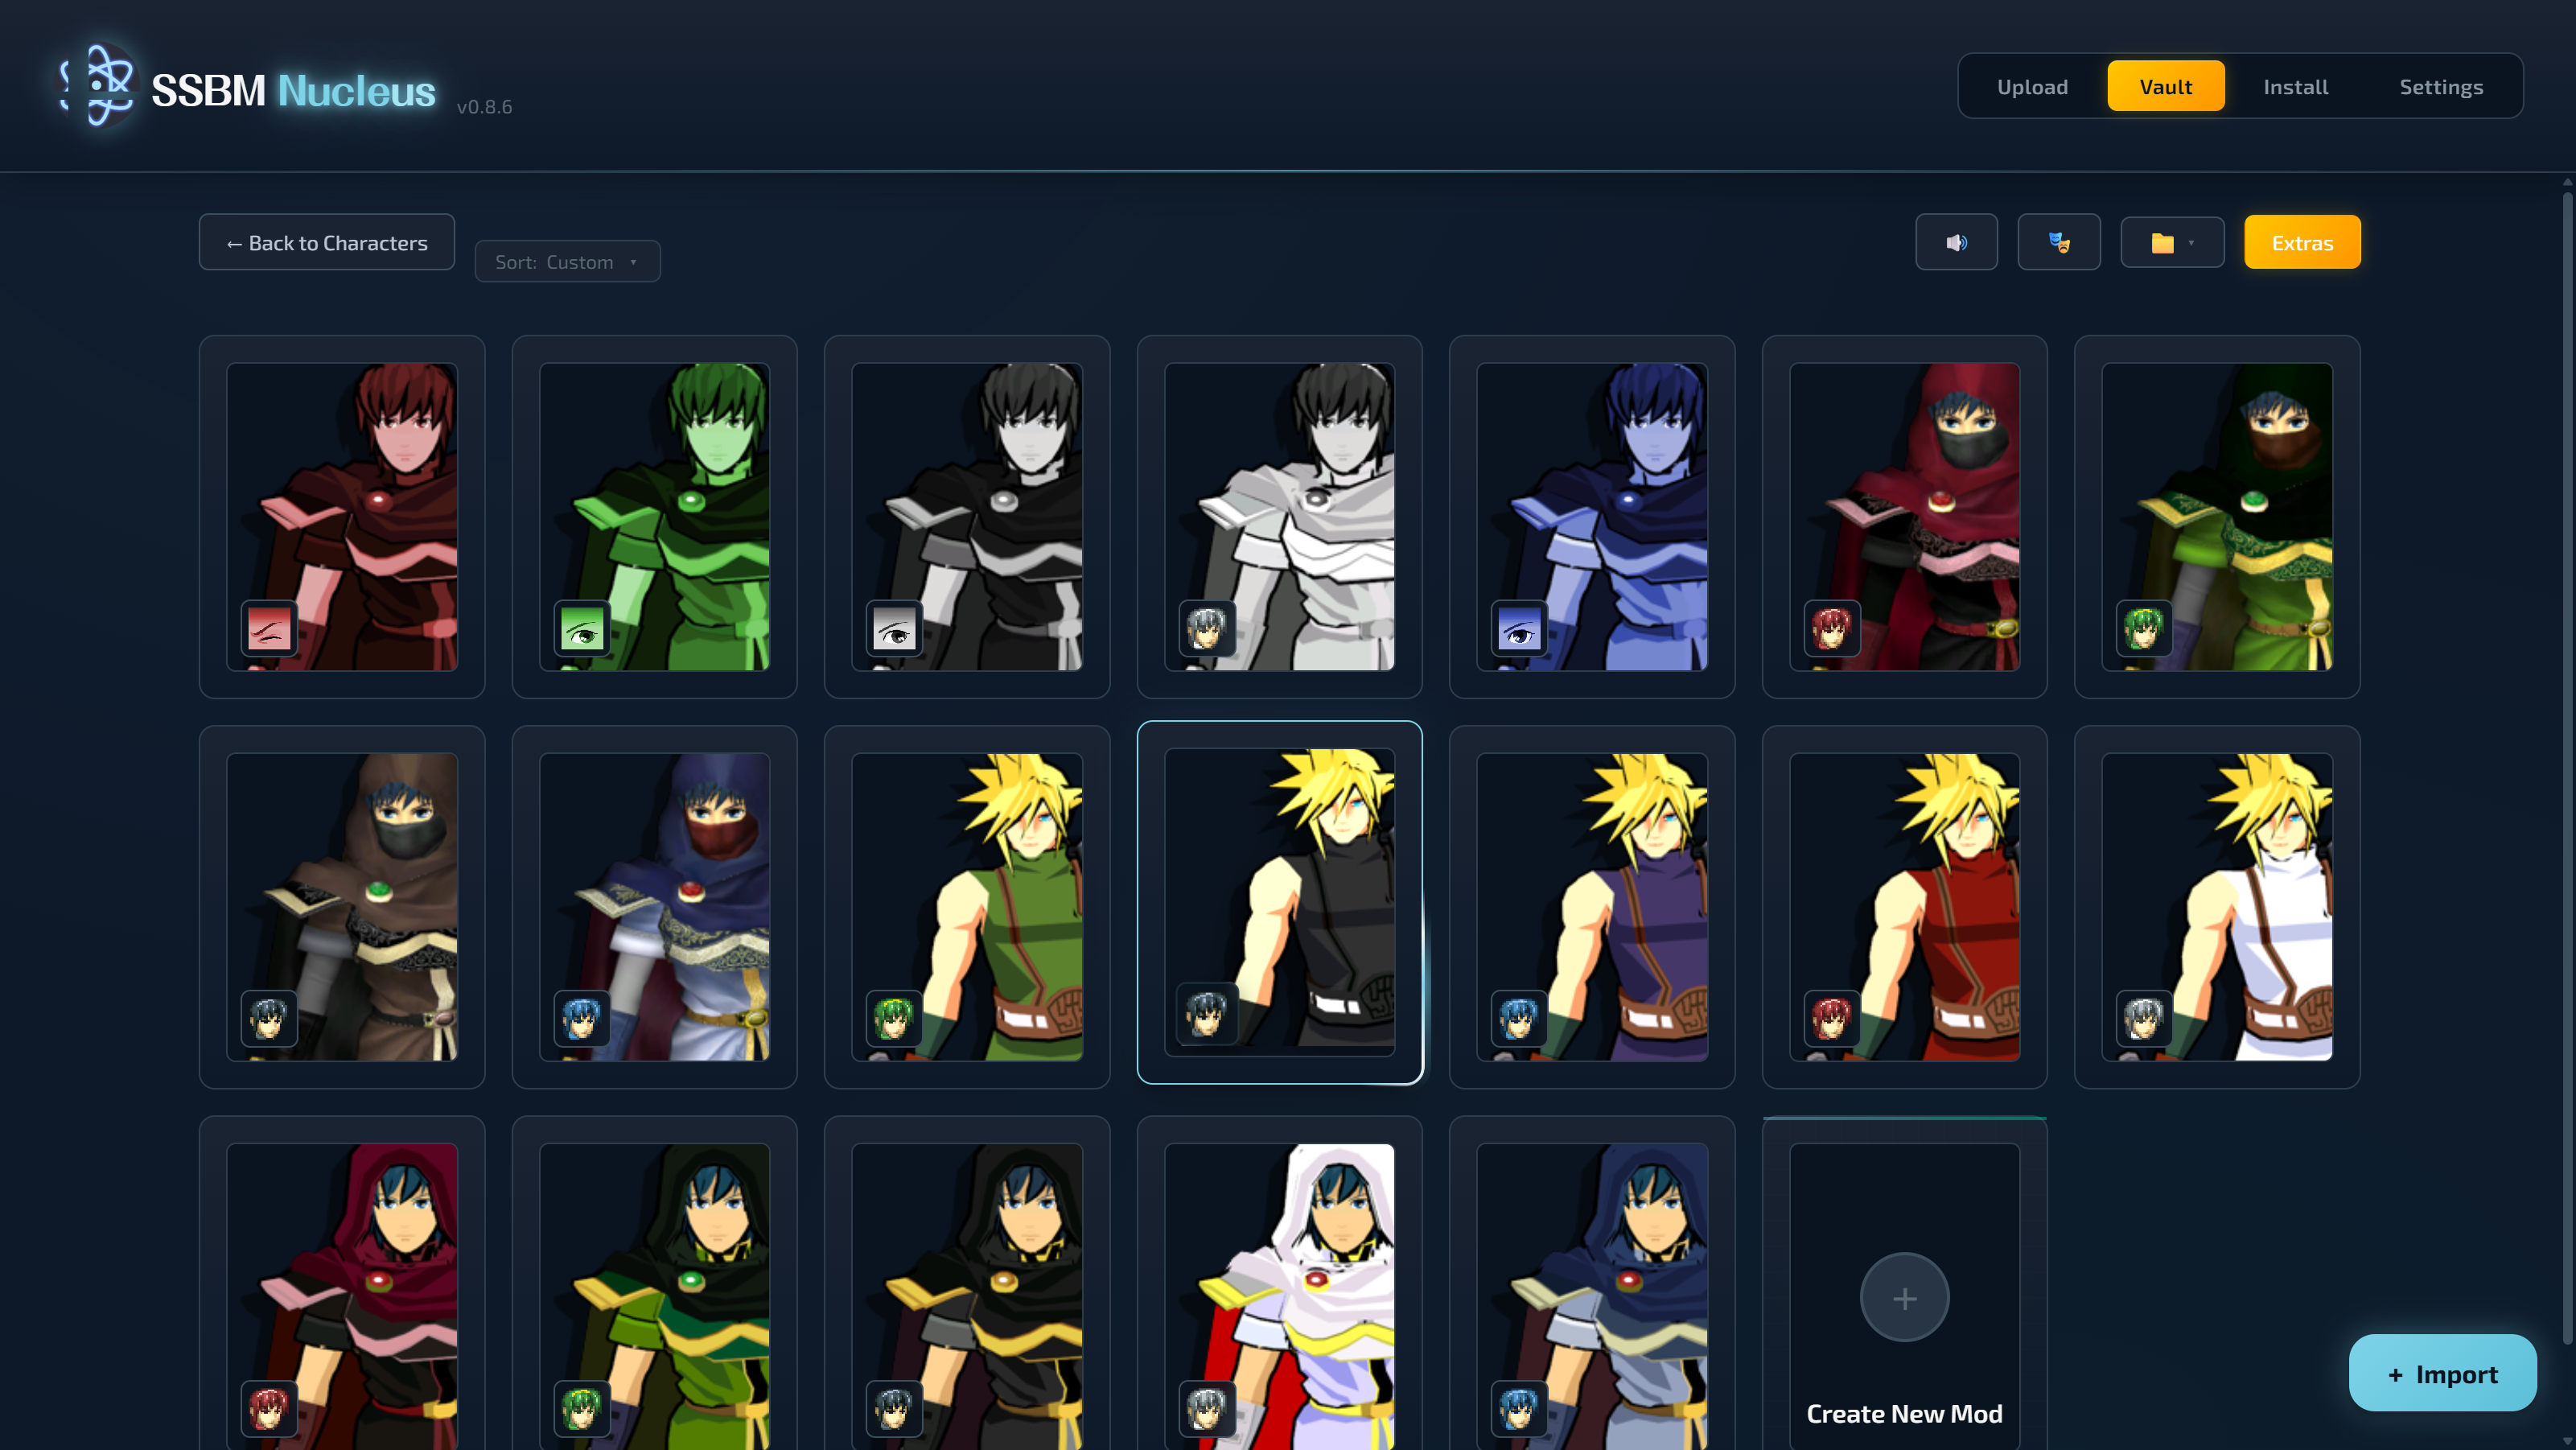 SSBM Nucleus v0.8.6
Upload Vault Install Settings
← Back to Characters
Sort: Custom
Extras
Create New Mod
+ Import